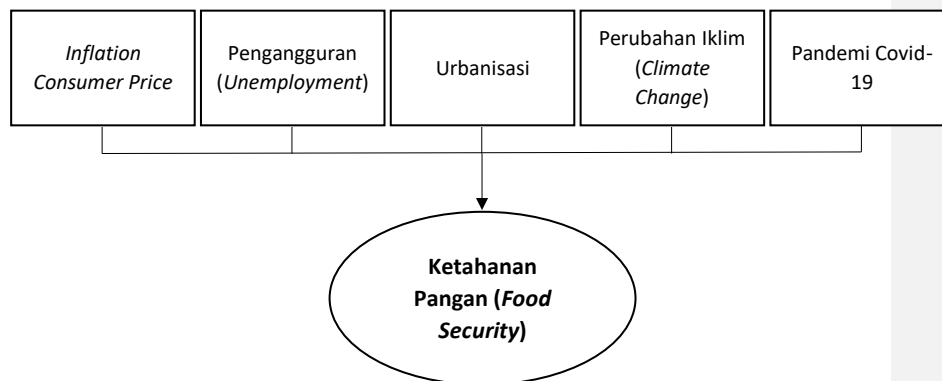 Inflation
Consumer Price
Pengangguran
(Unemployment)
Urbanisasi
Perubahan Iklim
(Climate
Change)
Pandemi Covid-
19
Ketahanan
Pangan (Food
Security)